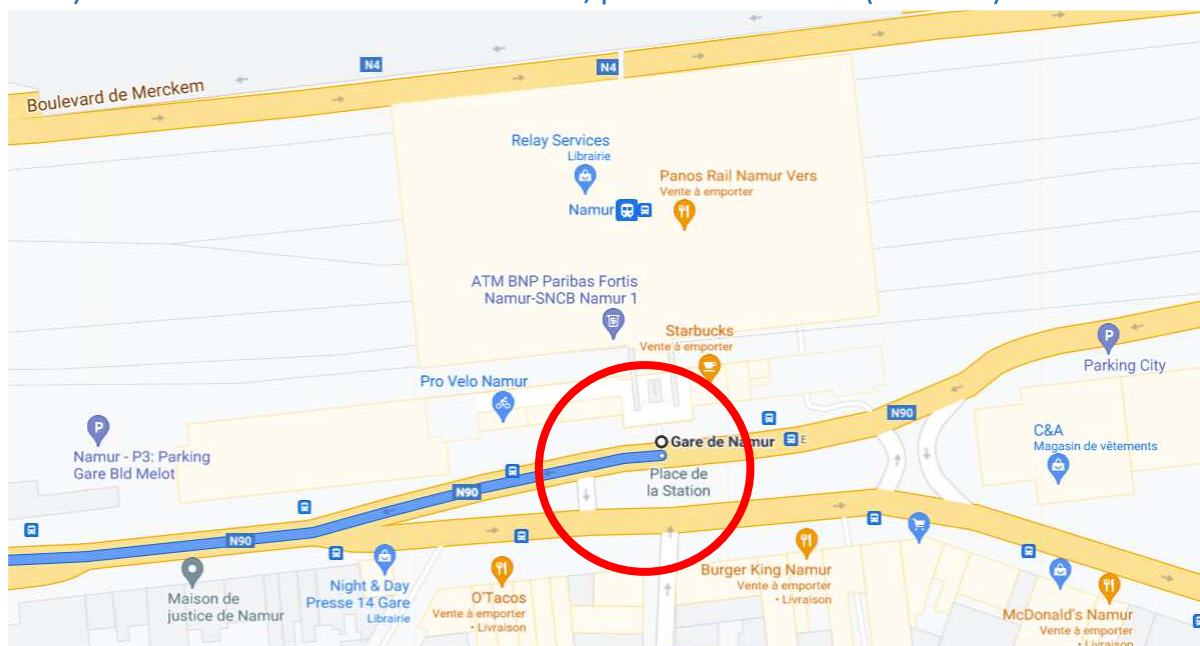 N4
N4
Boulevard de Merckem
Relay Services
Librairie
Panos Rail Namur Vers
Vente à emporter
Namur
ATM BNP Paribas Fortis
Namur-SNCB Namur 1
Starbucks
Vente à emporter
Pro Velo Namur
P
Parking City
P
Namur - P3: Parking
Gare Bld Melot
N90
C&A
Magasin de vêtements
Gare de Namur
E
Place de
la Station
N90
N90
Maison de
justice de Namur
Night & Day
Presse 14 Gare
Librairie
O'Tacos
Vente à emporter
• Livraison
Burger King Namur
Vente à emporter
• Livraison
McDonald's Namur
Vente à emporter
• Livraison